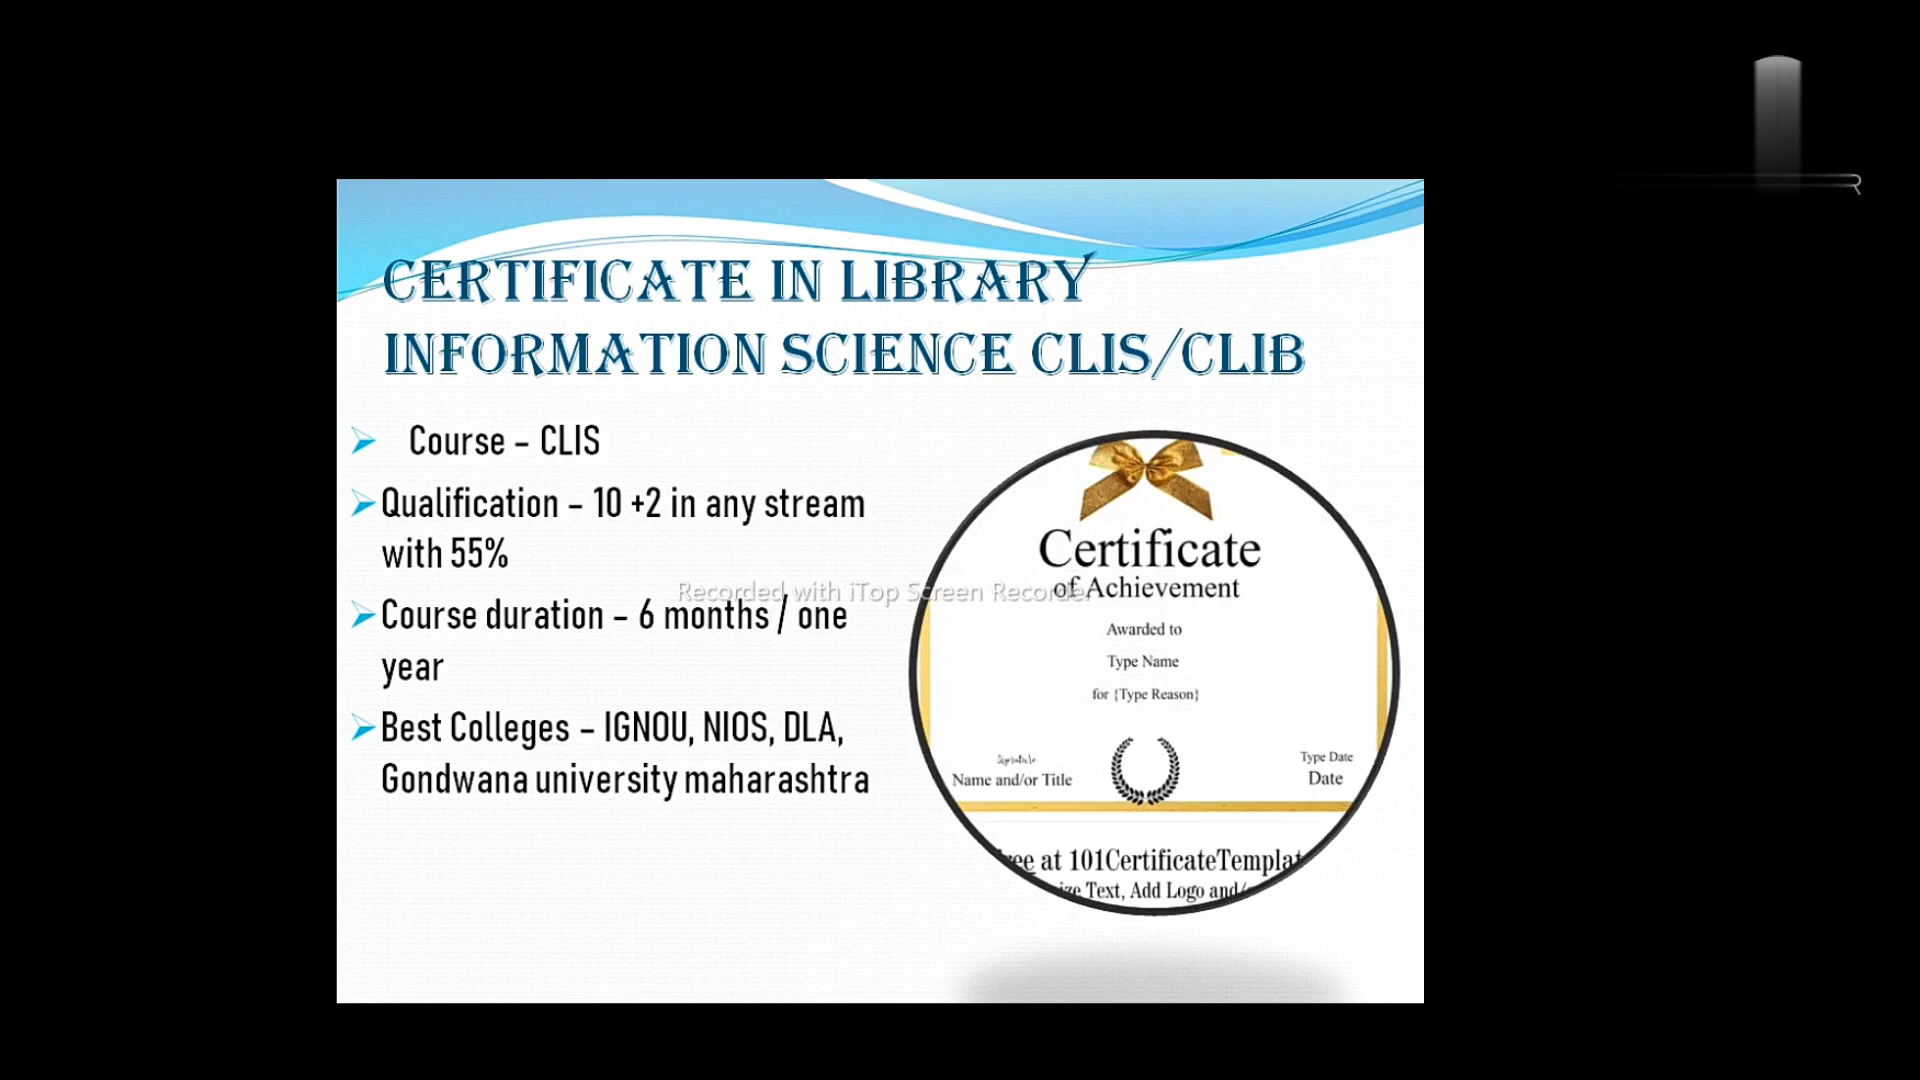 CERTIFICATE IN LIBRARY
INFORMATION SCIENCE CLIS/CLIB
Course – CLIS
Qualification – 10 +2 in any stream
with 55%
Course duration – 6 months / one
year
Best Colleges – IGNOU, NIOS, DLA,
Gondwana university maharashtra
Recorded with iTop Screen Recorder
Certificate
of Achievement
Awarded to
Type Name
for {Type Reason}
Signature
Name and/or Title
Type Date
Date
ree at 101CertificateTemplat
ize Text, Add Logo and/
R